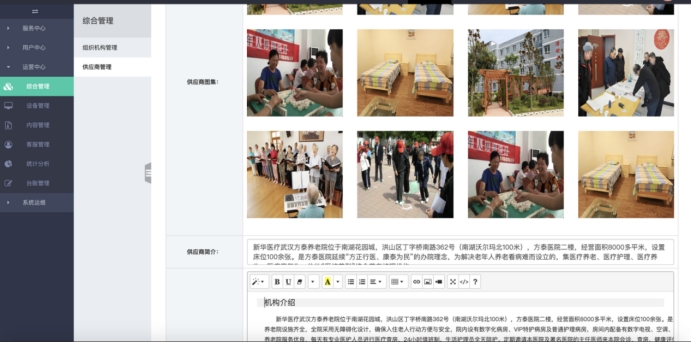 综合管理
服务中心
用户中心
运营中心
综合管理
设备管理
内容管理
客服管理
统计分析
台账管理
系统运维
组织机构管理
供应商管理
供应商图集:
供应商简介:
新华医疗武汉方泰养老院位于南湖花园城，洪山区丁字桥南路362号（南湖沃尔玛北100米），方泰医院二楼，经营面积8000多平米，设置
床位100余张。是方泰医院延续"方正行医、康泰为民"的办院理念，为解决老年人养老看病难而设立的，集医疗养老、医疗护理、医疗养
B U A
机构介绍
新华医疗武汉方泰养老院位于南湖花园城，洪山区丁字桥南路362号（南湖沃尔玛北100米），方泰医院二楼，经营面积8000多平米，设置床位100余张。是
养老院设施齐全，全院采用无障碍化设计，确保入住老人行动方便与安全，院内设有数字化病房、VIP特护病房及普通护理病房，房间内配备有数字电视、空调、